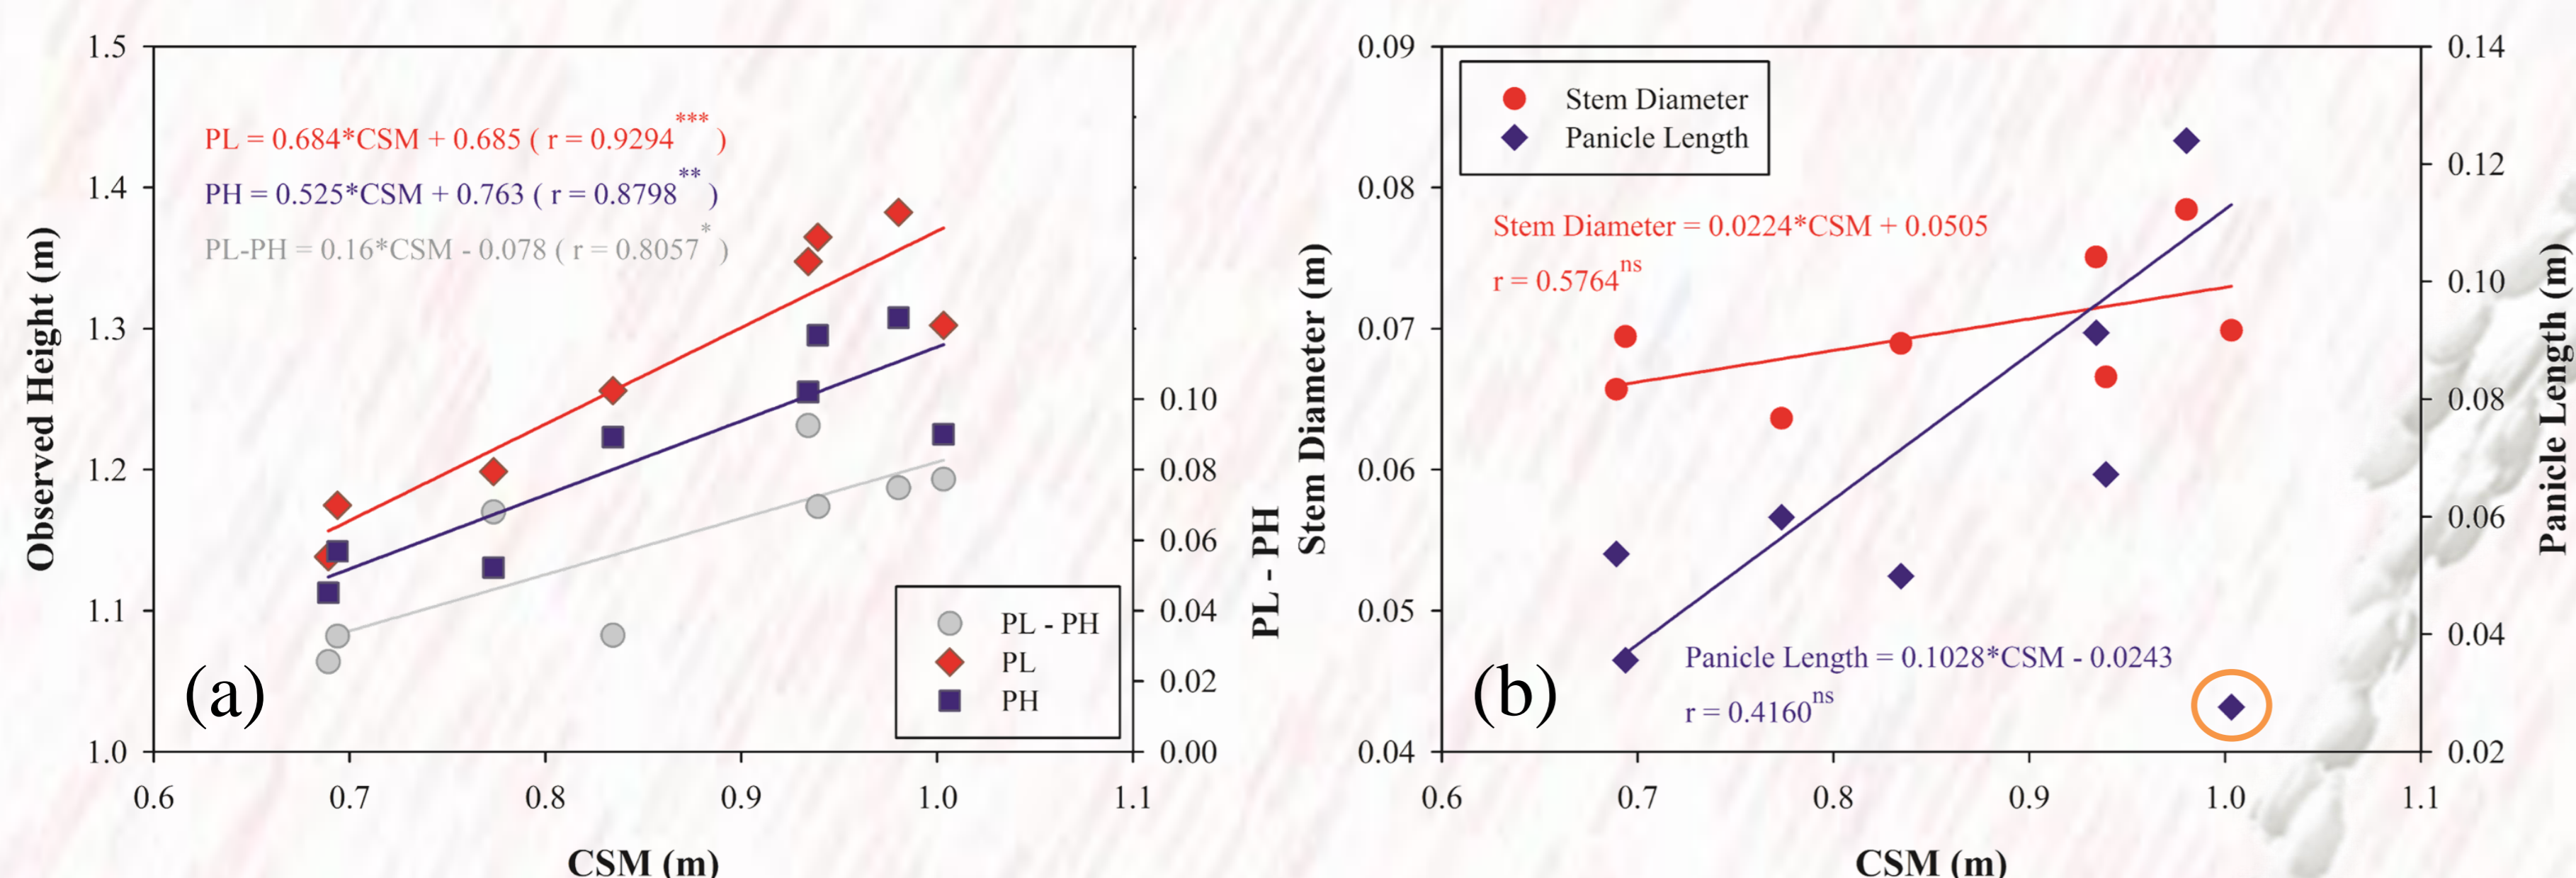 1.5
1.4
1.3
1.2
1.1
1.0
Observed Height (m)
PL = 0.684*CSM + 0.685 ( r = 0.9294*** )
PH = 0.525*CSM + 0.763 ( r = 0.8798** )
PL-PH = 0.16*CSM - 0.078 ( r = 0.8057* )
0.10
0.08
0.06
0.04
0.02
0.00
PL - PH
PL - PH
PL
PH
(a)
0.6 0.7 0.8 0.9 1.0 1.1
CSM (m)
0.09
0.08
0.07
0.06
0.05
0.04
Stem Diameter (m)
Stem Diameter
Panicle Length
Stem Diameter = 0.0224*CSM + 0.0505
r = 0.5764ns
Panicle Length = 0.1028*CSM - 0.0243
r = 0.4160ns
(b)
0.14
0.12
0.10
0.08
0.06
0.04
0.02
Panicle Length (m)
0.6 0.7 0.8 0.9 1.0 1.1
CSM (m)